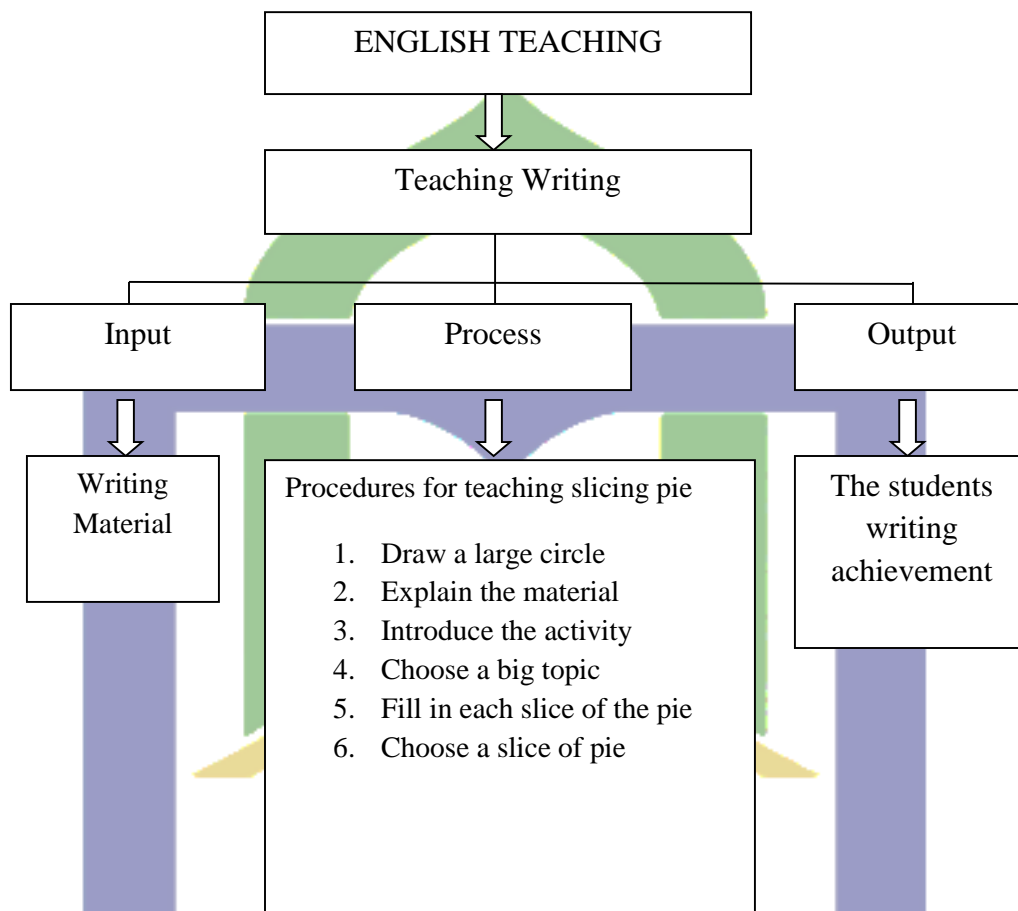 ENGLISH TEACHING
Teaching Writing
Input
Process
Output
Writing
Material
Procedures for teaching slicing pie
1. Draw a large circle
2. Explain the material
3. Introduce the activity
4. Choose a big topic
5. Fill in each slice of the pie
6. Choose a slice of pie
The students
writing
achievement